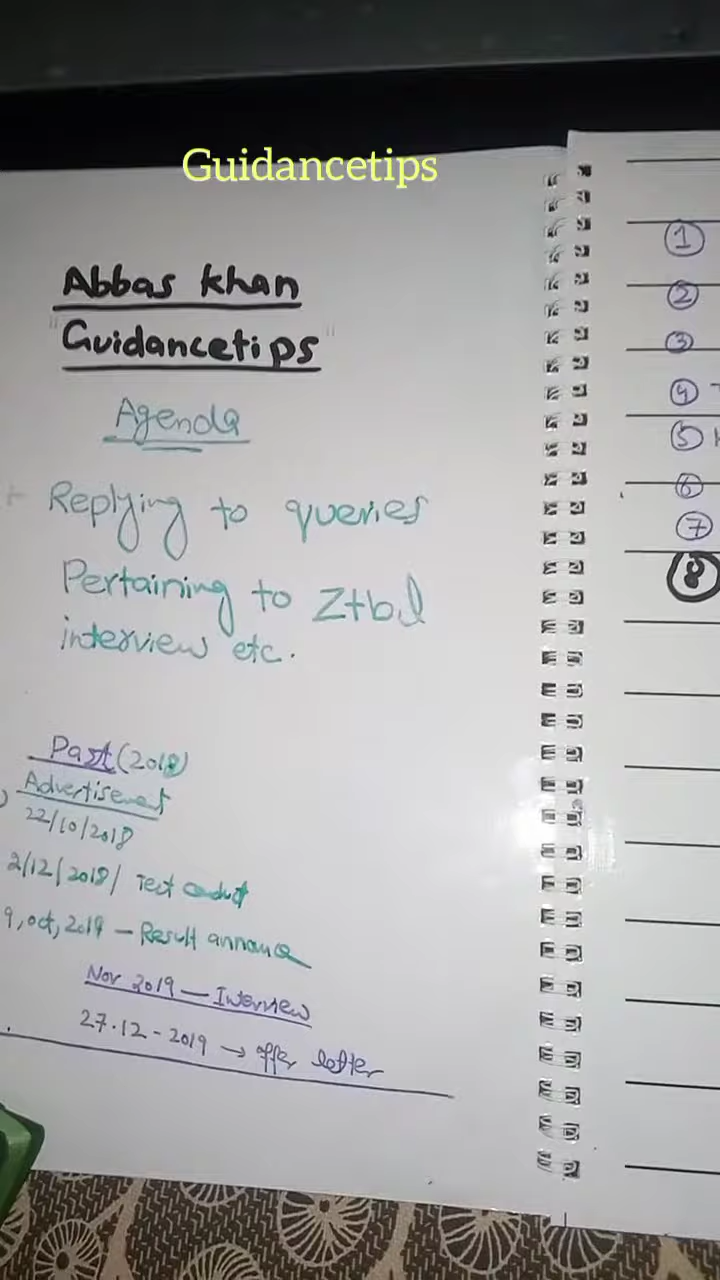 Guidancetips
Abbas Khan
"Guidancetips"
Agenda
Replying to queries
Pertaining to Ztbl
interview etc.
Past (2018)
Advertisement
22/10/2018
2/12/2018/ Test conduct
9, oct, 2019 – Result announce
Nov 2019 – Interview
27.12-2019 → offer letter
①
②
③
④
⑤
⑥
⑦
⑧